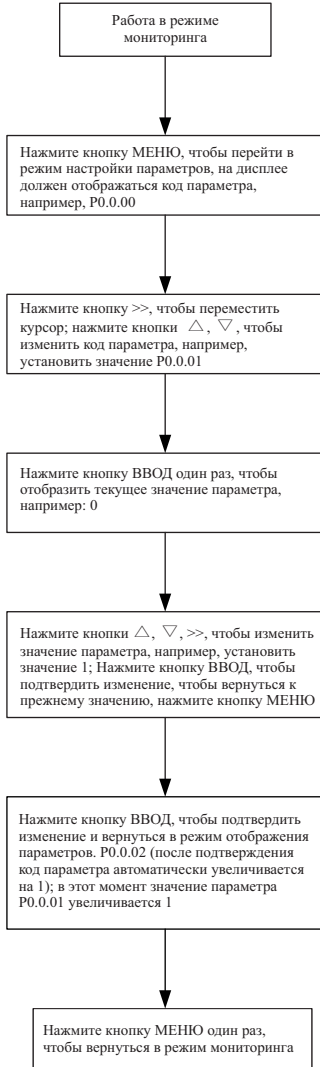 Работа в режиме
мониторинга
Нажмите кнопку МЕНЮ, чтобы перейти в
режим настройки параметров, на дисплее
должен отображаться код параметра,
например, P0.0.00
Нажмите кнопку >>, чтобы переместить
курсор; нажмите кнопки △, ▽, чтобы
изменить код параметра, например,
установить значение P0.0.01
Нажмите кнопку ВВОД один раз, чтобы
отобразить текущее значение параметра,
например: 0
Нажмите кнопки △, ▽, >>, чтобы изменить
значение параметра, например, установить
значение 1; Нажмите кнопку ВВОД, чтобы
подтвердить изменение, чтобы вернуться к
прежнему значению, нажмите кнопку МЕНЮ
Нажмите кнопку ВВОД, чтобы подтвердить
изменение и вернуться в режим отображения
параметров. P0.0.02 (после подтверждения
код параметра автоматически увеличивается
на 1); в этот момент значение параметра
P0.0.01 увеличивается 1
Нажмите кнопку МЕНЮ один раз,
чтобы вернуться в режим мониторинга